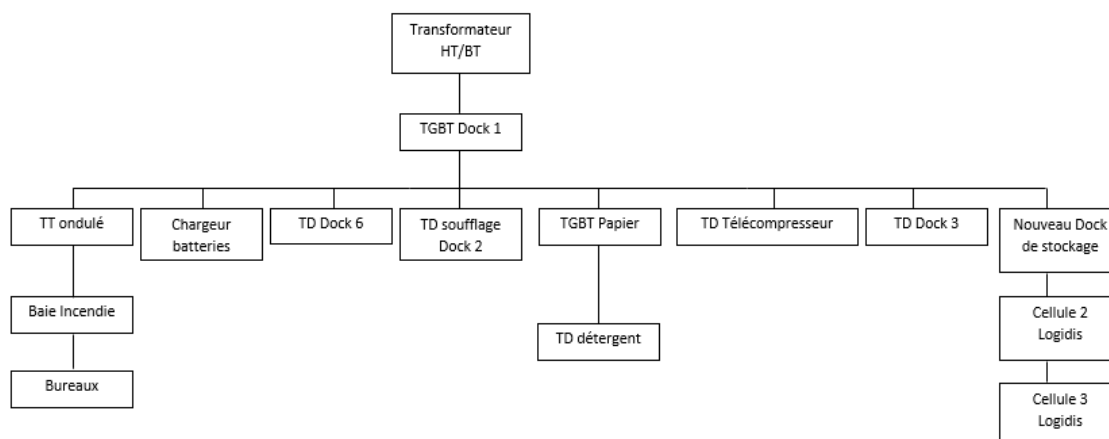 Transformateur
HT/BT
TGBT Dock 1
TT ondulé
Chargeur
batteries
TD Dock 6
TD soufflage
Dock 2
TGBT Papier
TD Télécompresseur
TD Dock 3
Nouveau Dock
de stockage
Baie Incendie
TD détergent
Cellule 2
Logidis
Bureaux
Cellule 3
Logidis